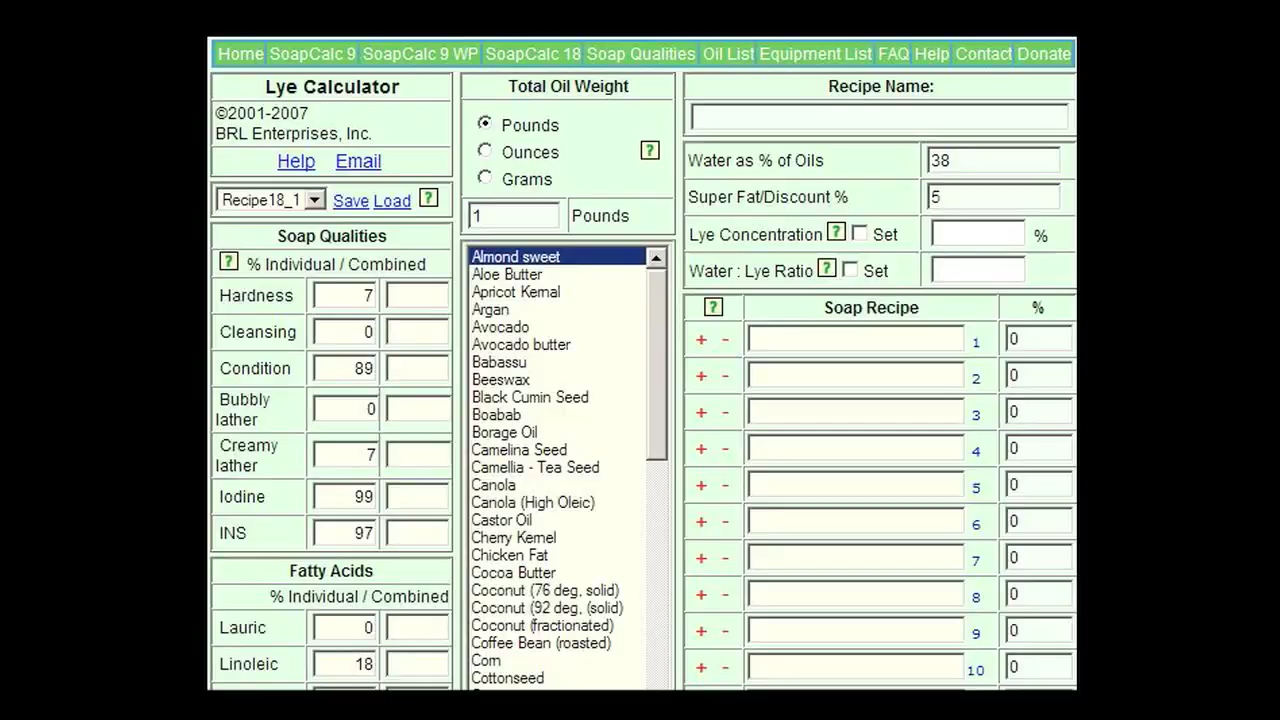 Home SoapCalc 9 SoapCalc 9 WP SoapCalc 18 Soap Qualities Oil List Equipment List FAQ Help Contact Donate
Lye Calculator
©2001-2007
BRL Enterprises, Inc.
Help Email
Recipe18_1 Save Load ?
Soap Qualities
? % Individual / Combined
Hardness 7
Cleansing 0
Condition 89
Bubbly
lather 0
Creamy
lather 7
Iodine 99
INS 97
Fatty Acids
% Individual / Combined
Lauric 0
Linoleic 18
Total Oil Weight
Pounds
Ounces ?
Grams
1 Pounds
Almond sweet
Aloe Butter
Apricot Kernal
Argan
Avocado
Avocado butter
Babassu
Beeswax
Black Cumin Seed
Boabab
Borage Oil
Camelina Seed
Camellia - Tea Seed
Canola
Canola (High Oleic)
Castor Oil
Cherry Kernel
Chicken Fat
Cocoa Butter
Coconut (76 deg, solid)
Coconut (92 deg, (solid)
Coconut (fractionated)
Coffee Bean (roasted)
Corn
Cottonseed
Recipe Name:
Water as % of Oils 38
Super Fat/Discount % 5
Lye Concentration ? Set %
Water : Lye Ratio ? Set
? Soap Recipe %
+ - 1 0
+ - 2 0
+ - 3 0
+ - 4 0
+ - 5 0
+ - 6 0
+ - 7 0
+ - 8 0
+ - 9 0
+ - 10 0